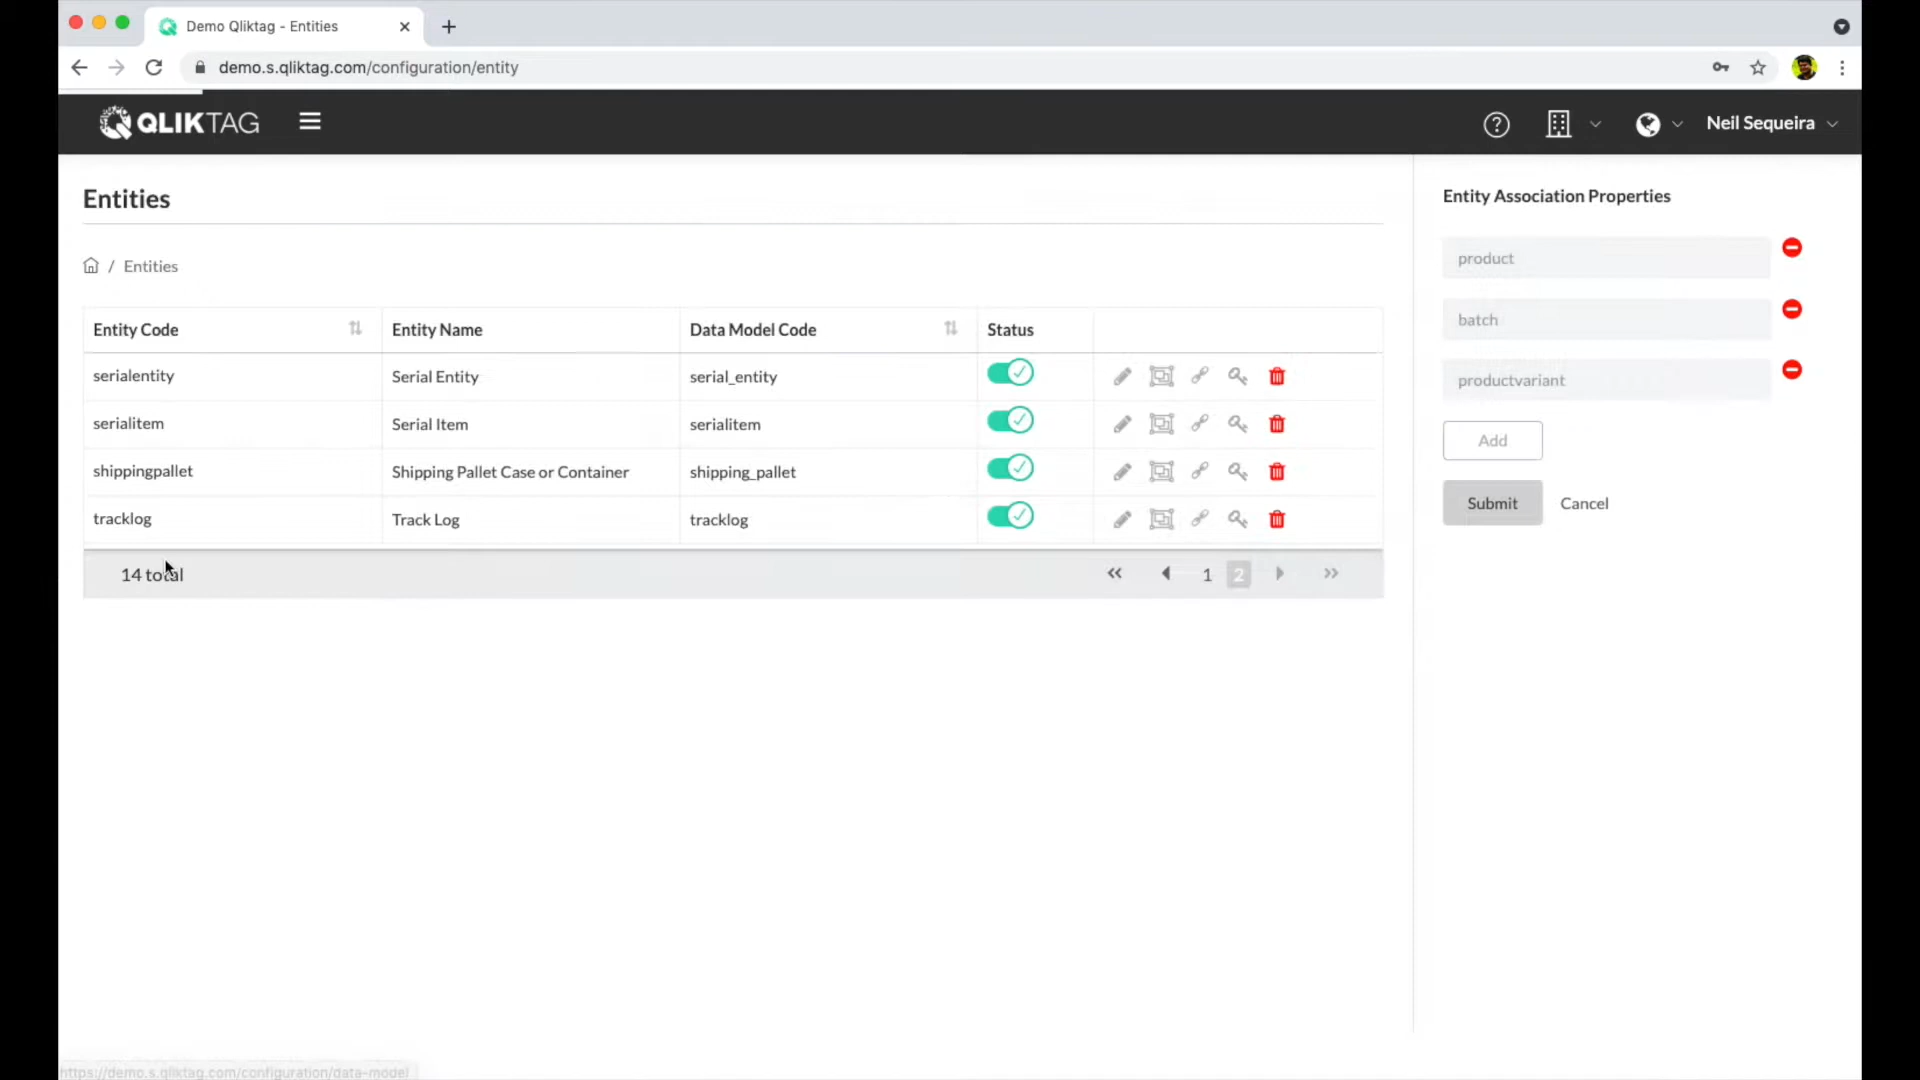 Demo Qliktag - Entities
demo.s.qliktag.com/configuration/entity
QLIKTAG
Neil Sequeira
Entities
/ Entities
Entity Code Entity Name Data Model Code Status
serialentity Serial Entity serial_entity
serialitem Serial Item serialitem
shippingpallet Shipping Pallet Case or Container shipping_pallet
tracklog Track Log tracklog
14 total
1 2
Entity Association Properties
product
batch
productvariant
Add
Submit Cancel
https://demo.s.qliktag.com/configuration/data-model